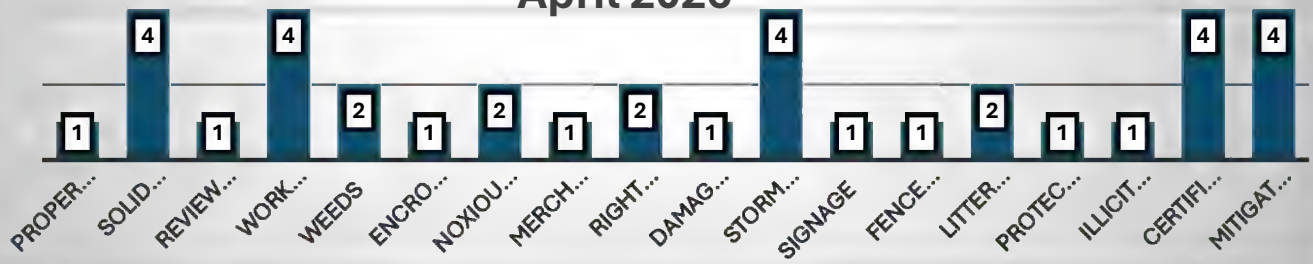 April 2026
4 4 4 4 4
2 2 2 2
1 1 1 1 1 1 1 1 1
PROPER... SOLID... REVIEW... WORK... WEEDS ENCRO... NOXIOU... MERCH... RIGHT... DAMAG... STORM... SIGNAGE FENCE... LITTER... PROTEC... ILLICIT... CERTIFI... MITIGAT...